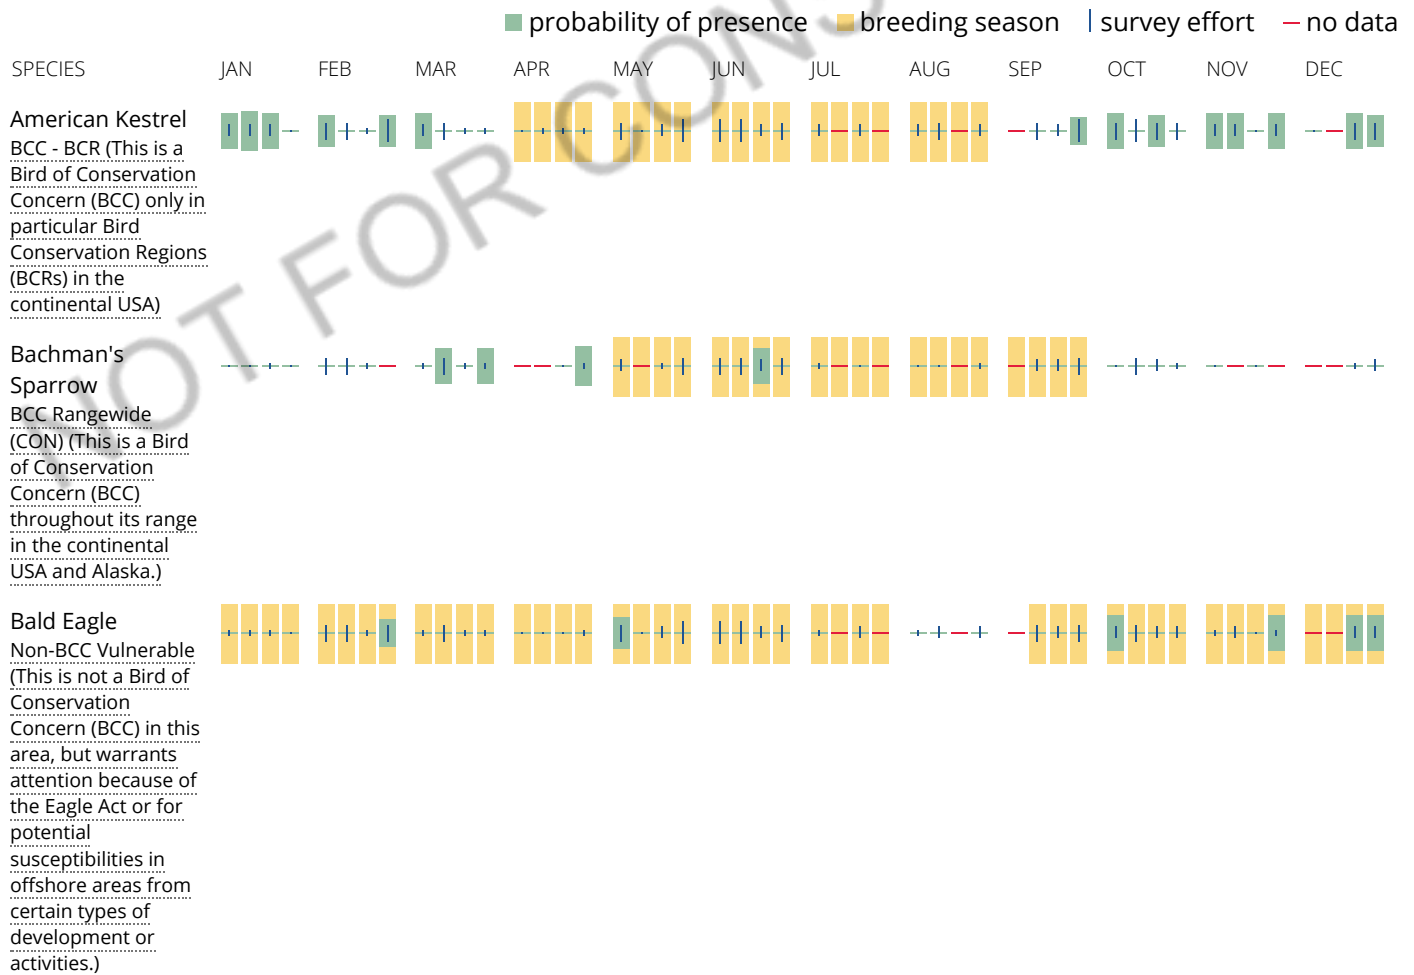 probability of presence breeding season survey effort no data
SPECIES JAN FEB MAR APR MAY JUN JUL AUG SEP OCT NOV DEC
American Kestrel
BCC - BCR (This is a
Bird of Conservation
Concern (BCC) only in
particular Bird
Conservation Regions
(BCRs) in the
continental USA)
Bachman's
Sparrow
BCC Rangewide
(CON) (This is a Bird
of Conservation
Concern (BCC)
throughout its range
in the continental
USA and Alaska.)
Bald Eagle
Non-BCC Vulnerable
(This is not a Bird of
Conservation
Concern (BCC) in this
area, but warrants
attention because of
the Eagle Act or for
potential
susceptibilities in
offshore areas from
certain types of
development or
activities.)
NOT FOR CONS